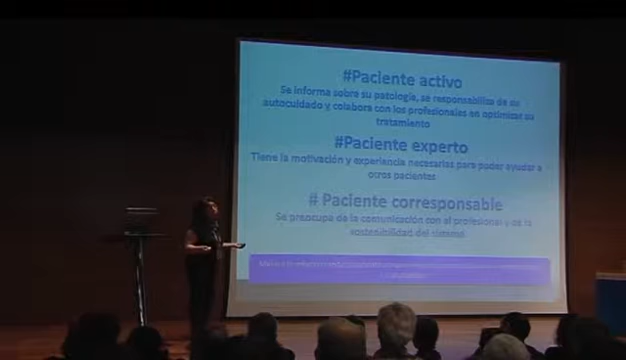 #Paciente activo
Se informa sobre su patología, se responsabiliza de su
autocuidado y colabora con los profesionales en optimizar su
tratamiento
#Paciente experto
Tiene la motivación y experiencia necesarias para poder ayudar a
otros pacientes
# Paciente corresponsable
Se preocupa de la comunicación con el profesional y de la
sostenibilidad del sistema